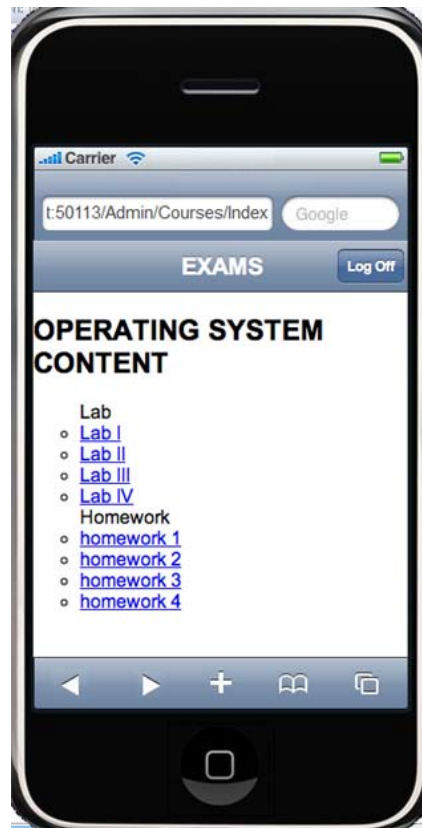 Carrier
t:50113/Admin/Courses/Index Google
EXAMS Log Off
OPERATING SYSTEM
CONTENT
Lab
Lab I
Lab II
Lab III
Lab IV
Homework
homework 1
homework 2
homework 3
homework 4